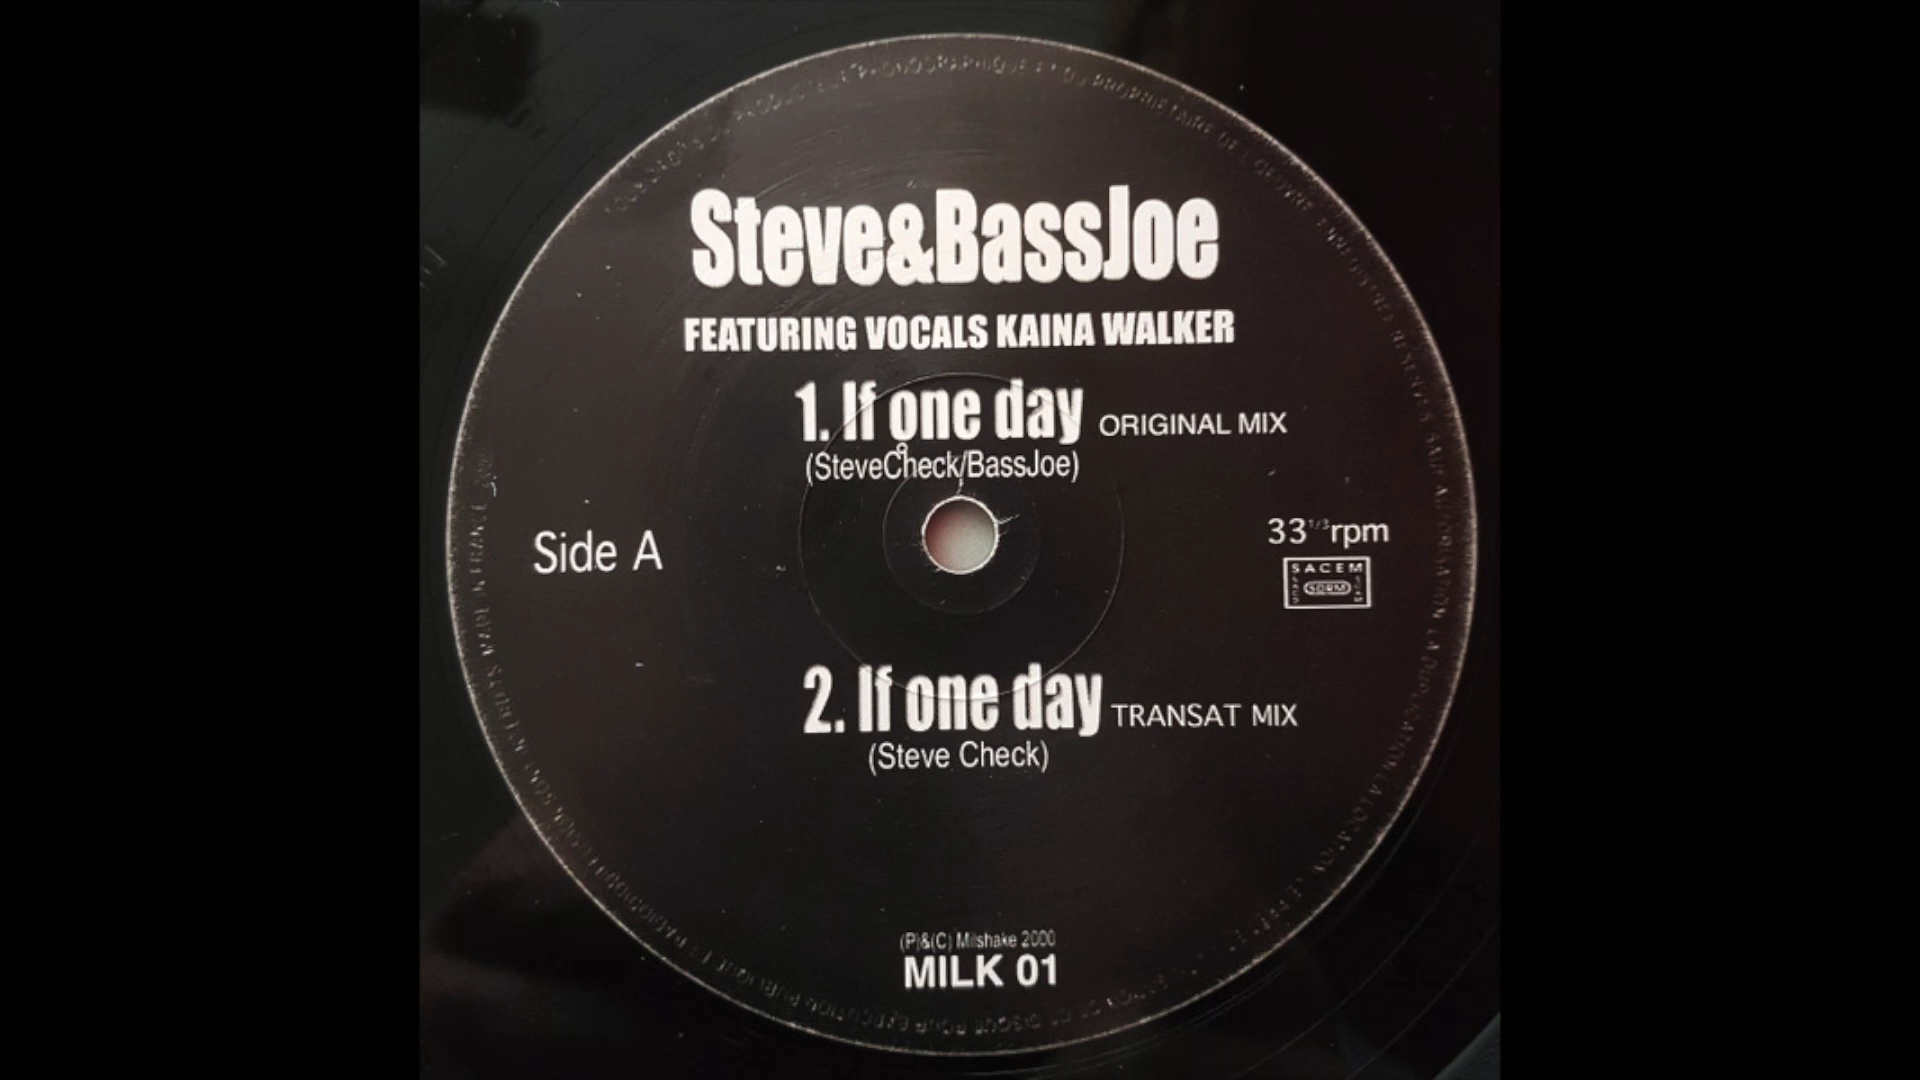 Steve&BassJoe
FEATURING VOCALS KAINA WALKER
1. If one day ORIGINAL MIX
(SteveCheck/BassJoe)
Side A
33 1/3 rpm
SACEM
SDRM
2. If one day TRANSAT MIX
(Steve Check)
(P)&(C) Milshake 2000
MILK 01